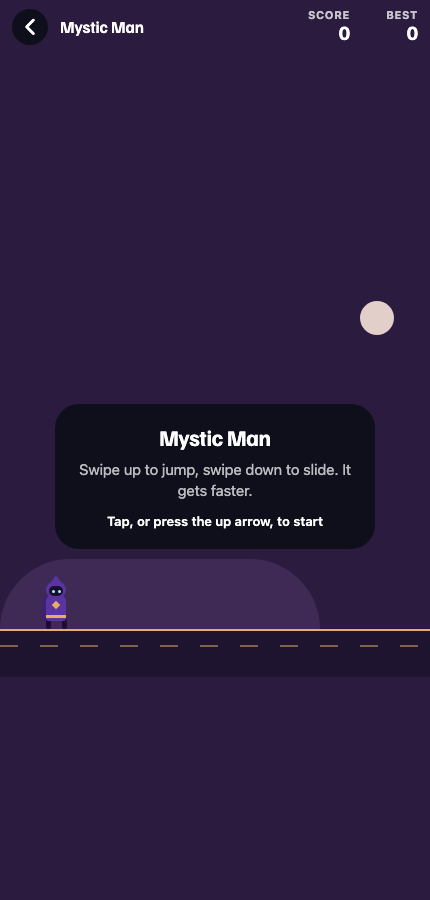 Mystic Man
SCORE
0
BEST
0
Mystic Man
Swipe up to jump, swipe down to slide. It
gets faster.
Tap, or press the up arrow, to start